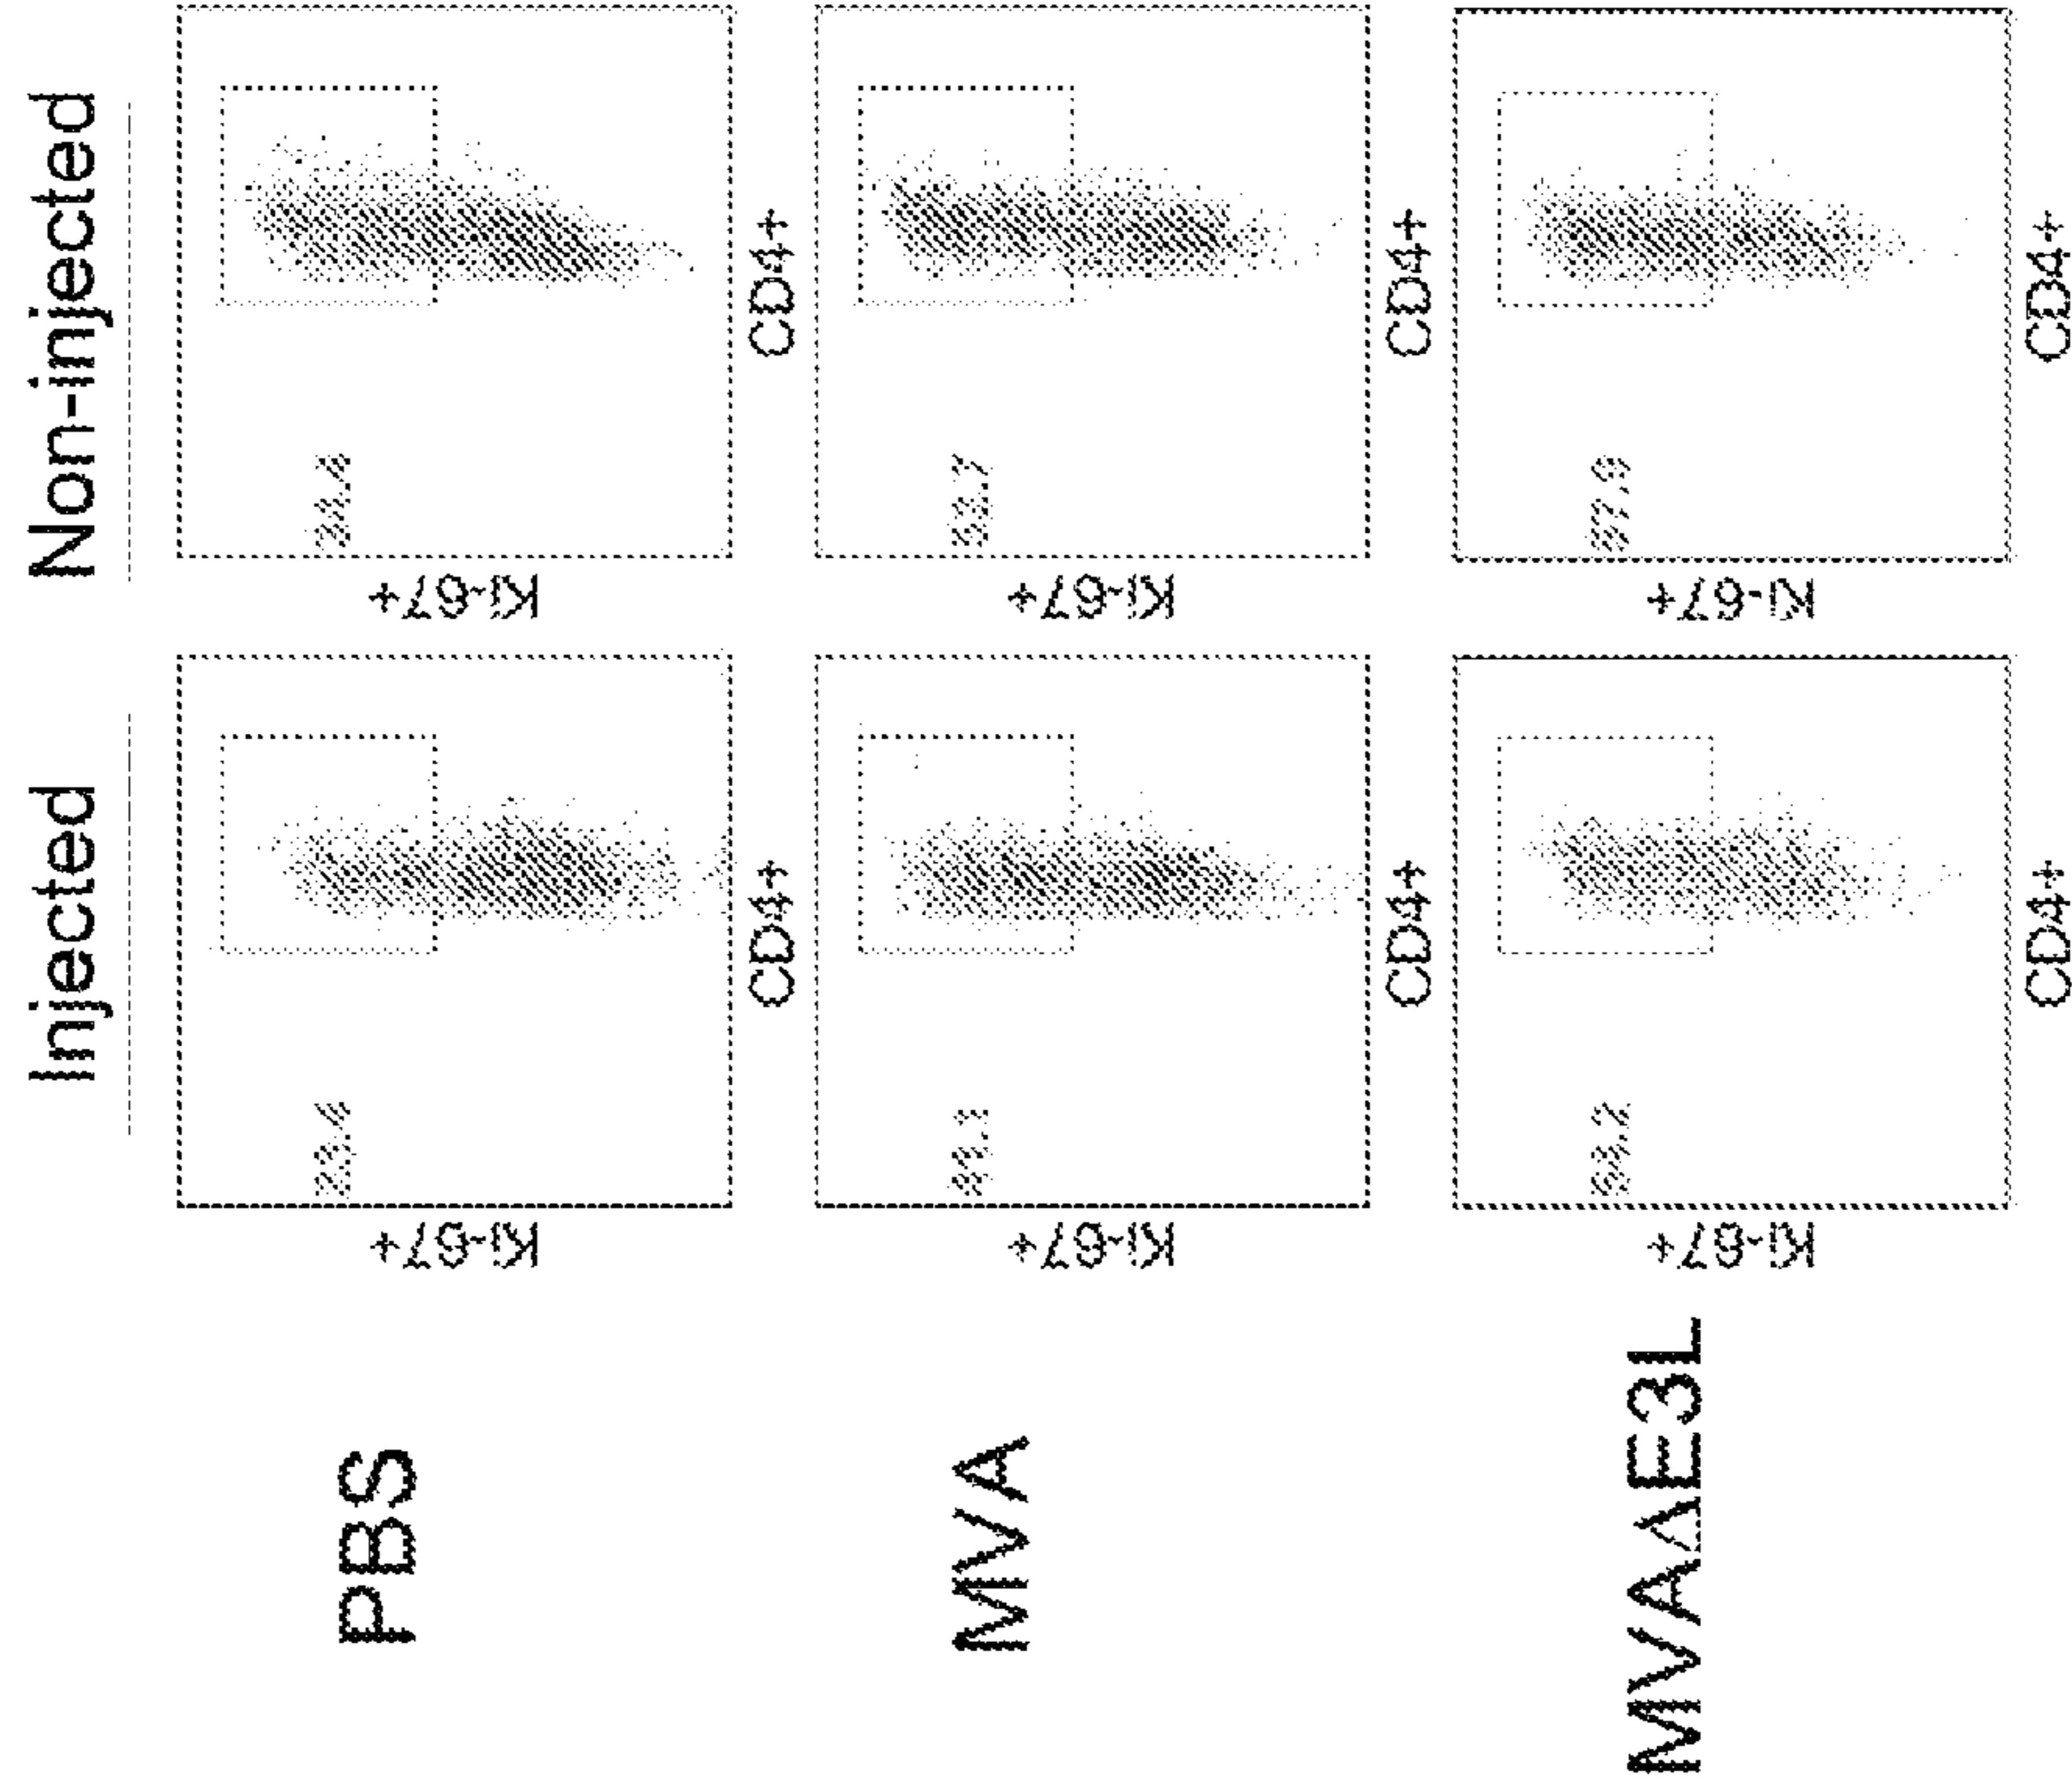 Injected
Non-injected
PBS
Ki-67+
CD4+
Ki-67+
CD4+
MVA
Ki-67+
CD4+
Ki-67+
CD4+
MVAΔE3L
Ki-67+
CD4+
Ki-67+
CD4+